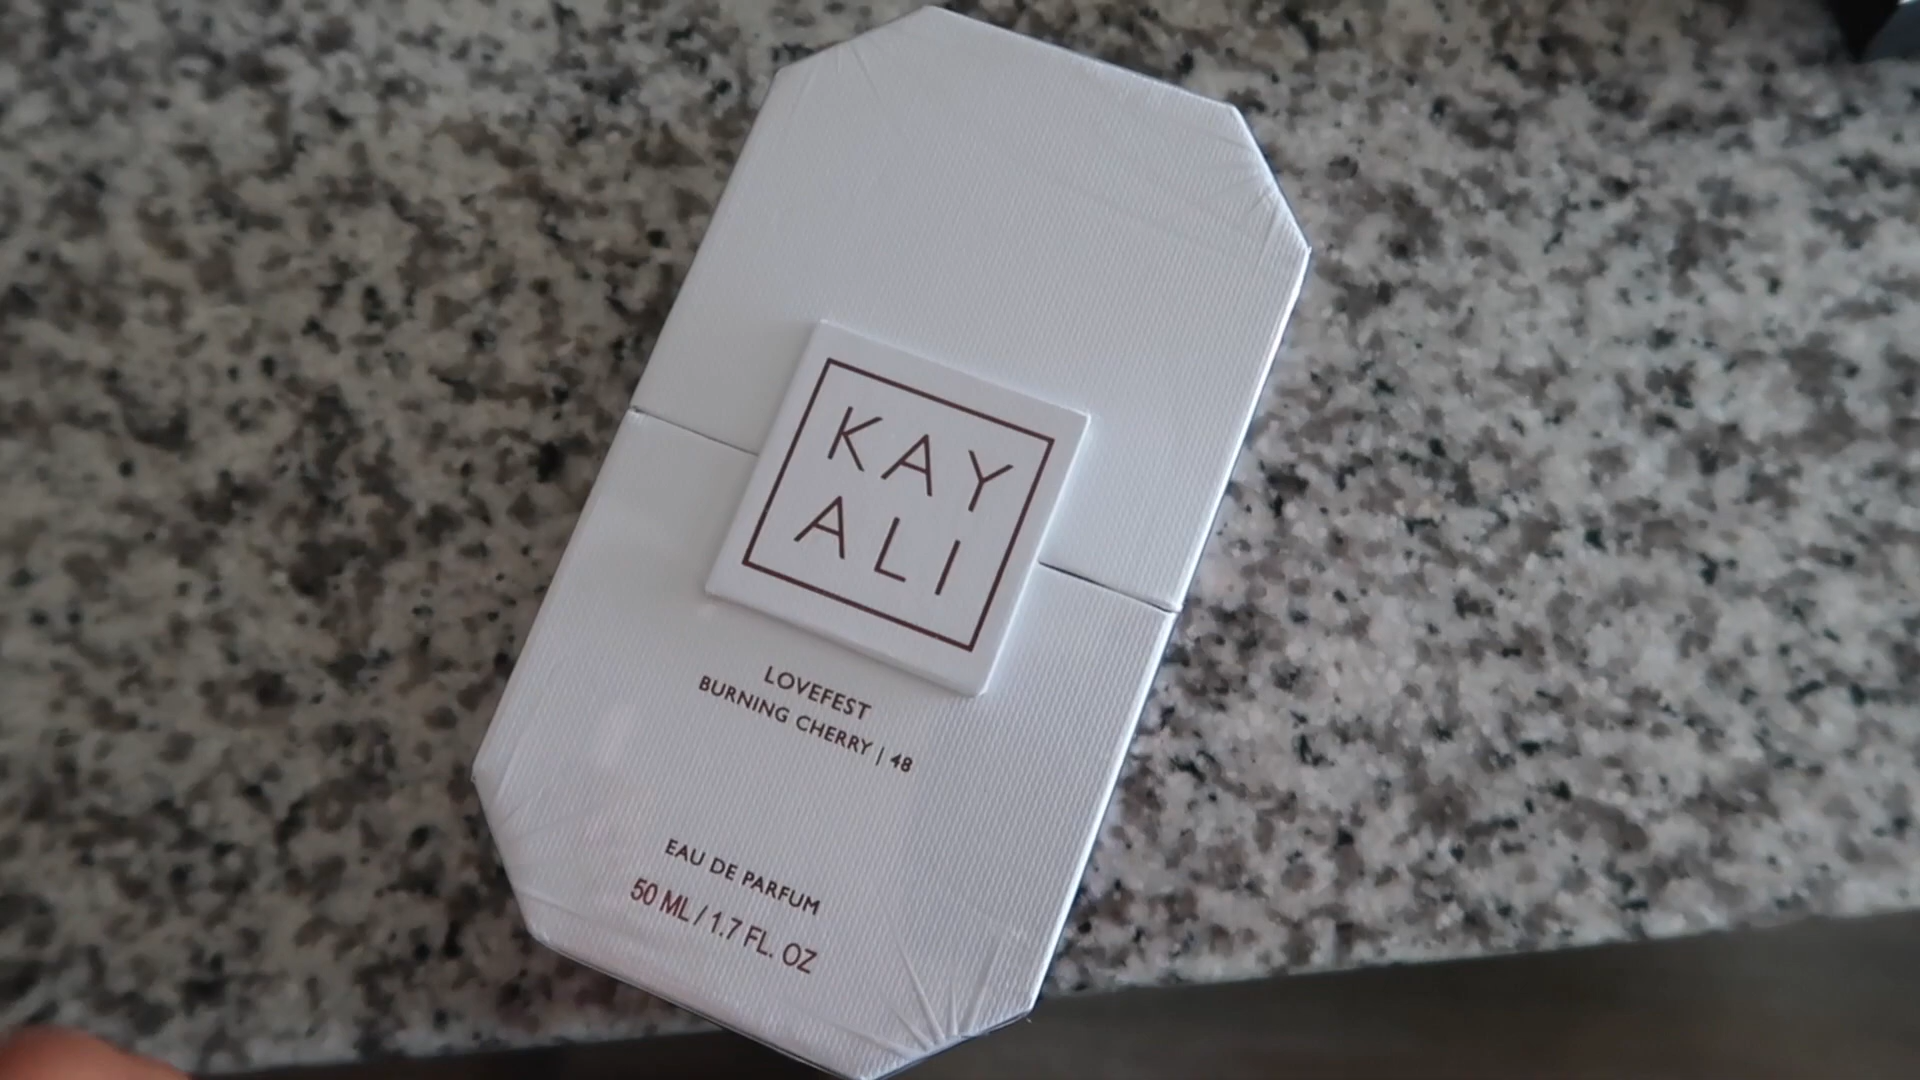 KAY
ALI
LOVEFEST
BURNING CHERRY | 48
EAU DE PARFUM
50 ML / 1.7 FL. OZ